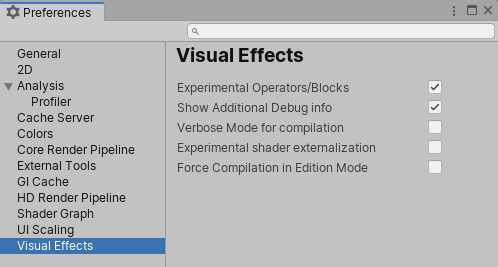 Preferences
General
2D
Analysis
Profiler
Cache Server
Colors
Core Render Pipeline
External Tools
GI Cache
HD Render Pipeline
Shader Graph
UI Scaling
Visual Effects
Visual Effects
Experimental Operators/Blocks
Show Additional Debug info
Verbose Mode for compilation
Experimental shader externalization
Force Compilation in Edition Mode